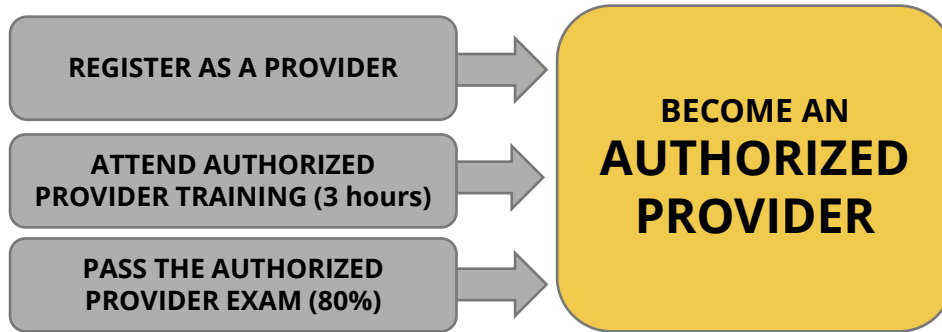 REGISTER AS A PROVIDER
ATTEND AUTHORIZED
PROVIDER TRAINING (3 hours)
PASS THE AUTHORIZED
PROVIDER EXAM (80%)
BECOME AN
AUTHORIZED
PROVIDER